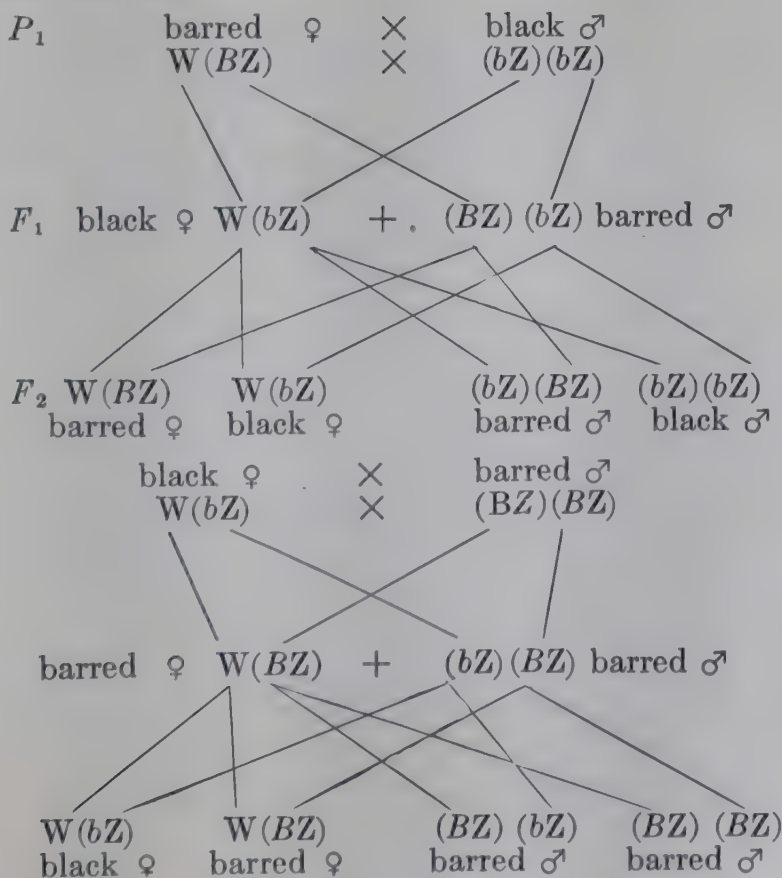 P₁ barred ♀ × black ♂
W(BZ) × (bZ)(bZ)
F₁ black ♀ W(bZ) + . (BZ) (bZ) barred ♂
F₂ W(BZ) W(bZ) (bZ)(BZ) (bZ)(bZ)
barred ♀ black ♀ barred ♂ black ♂
black ♀ × barred ♂
W(bZ) × (BZ)(BZ)
barred ♀ W(BZ) + (bZ)(BZ) barred ♂
W(bZ) W(BZ) (BZ) (bZ) (BZ) (BZ)
black ♀ barred ♀ barred ♂ barred ♂